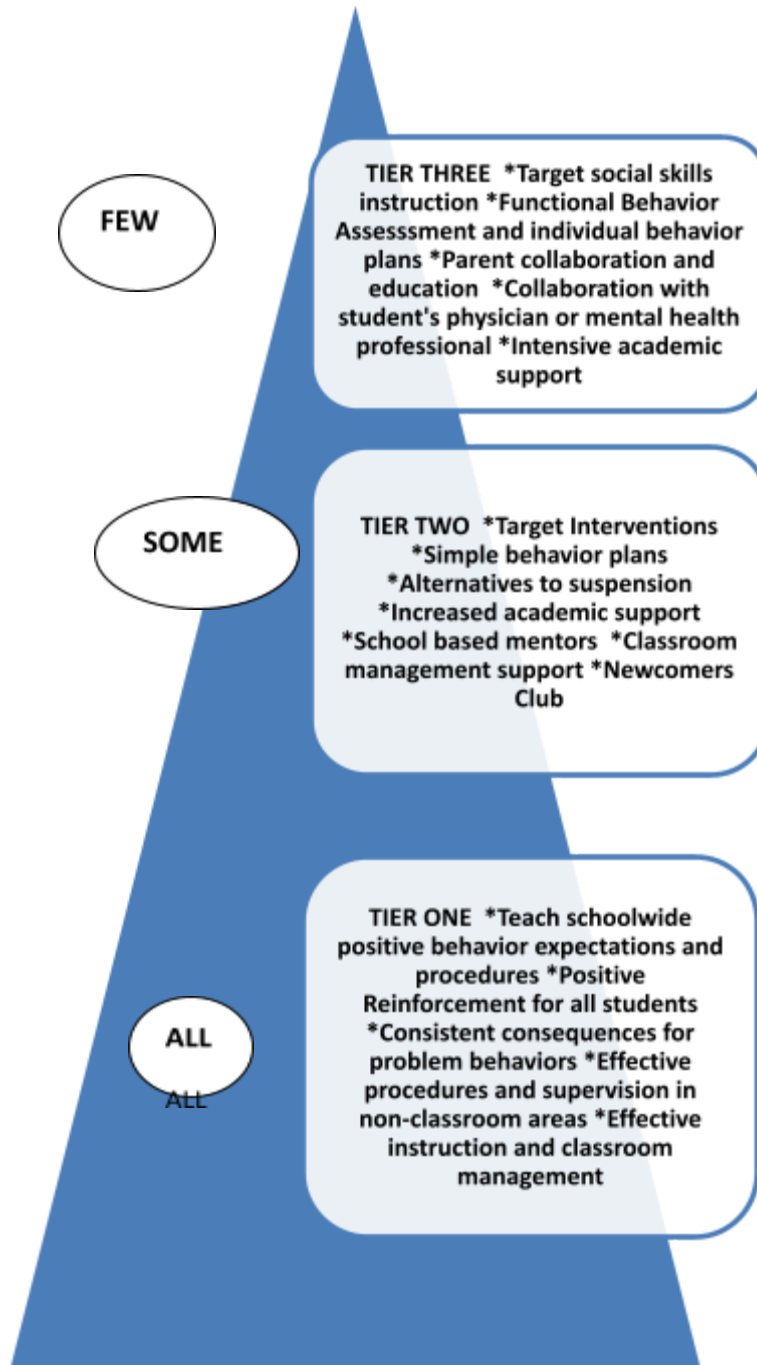 FEW
TIER THREE *Target social skills
instruction *Functional Behavior
Assesssment and individual behavior
plans *Parent collaboration and
education *Collaboration with
student's physician or mental health
professional *Intensive academic
support
SOME
TIER TWO *Target Interventions
*Simple behavior plans
*Alternatives to suspension
*Increased academic support
*School based mentors *Classroom
management support *Newcomers
Club
ALL
ALL
TIER ONE *Teach schoolwide
positive behavior expectations and
procedures *Positive
Reinforcement for all students
*Consistent consequences for
problem behaviors *Effective
procedures and supervision in
non-classroom areas *Effective
instruction and classroom
management